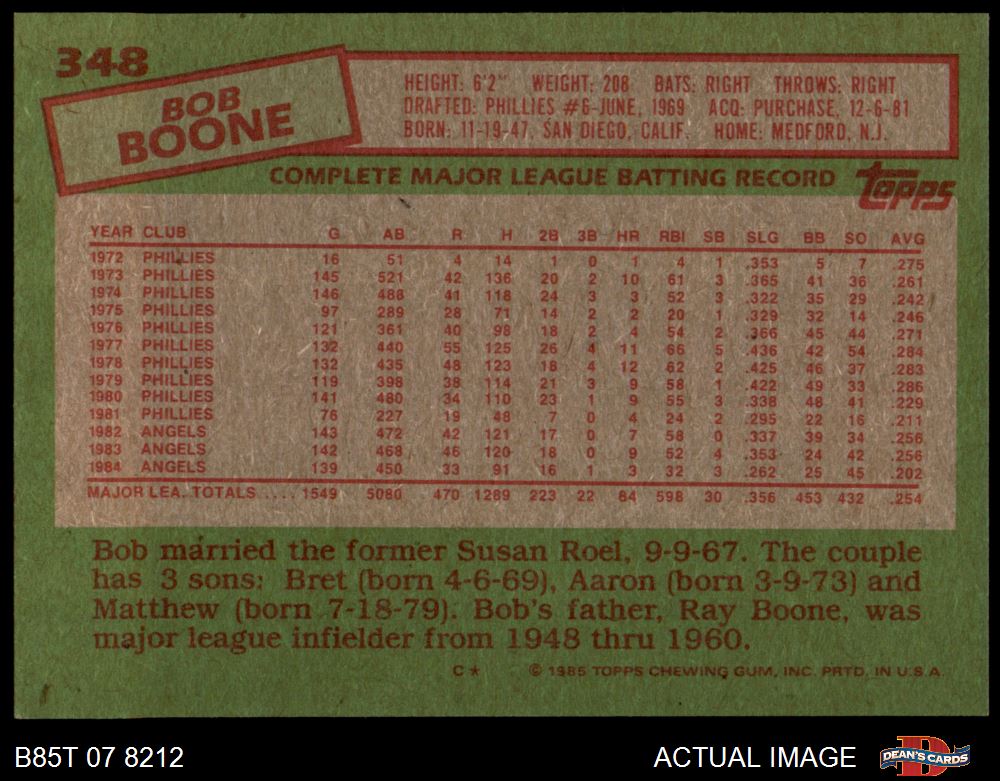 348
BOB
BOONE
HEIGHT: 6'2" WEIGHT: 208 BATS: RIGHT THROWS: RIGHT
DRAFTED: PHILLIES #6-JUNE, 1969 ACQ: PURCHASE, 12-6-81
BORN: 11-19-47, SAN DIEGO, CALIF. HOME: MEDFORD, N.J.
COMPLETE MAJOR LEAGUE BATTING RECORD topps
YEAR CLUB G AB R H 2B 3B HR RBI SB SLG BB SO AVG
1972 PHILLIES 16 51 4 14 1 0 1 4 1 .353 5 7 .275
1973 PHILLIES 145 521 42 136 20 2 10 61 3 .365 41 36 .261
1974 PHILLIES 146 488 41 118 24 3 3 52 3 .322 35 29 .242
1975 PHILLIES 97 289 28 71 14 2 2 20 1 .329 32 14 .246
1976 PHILLIES 121 361 40 98 18 2 4 54 2 .366 45 44 .271
1977 PHILLIES 132 440 55 125 26 4 11 66 5 .436 42 54 .284
1978 PHILLIES 132 435 48 123 18 4 12 62 2 .425 46 37 .283
1979 PHILLIES 119 398 38 114 21 3 9 58 1 .422 49 33 .286
1980 PHILLIES 141 480 34 110 23 1 9 55 3 .338 48 41 .229
1981 PHILLIES 76 227 19 48 7 0 4 24 2 .295 22 16 .211
1982 ANGELS 143 472 42 121 17 0 7 58 0 .337 39 34 .256
1983 ANGELS 142 468 46 120 18 0 9 52 4 .353 24 42 .256
1984 ANGELS 139 450 33 91 16 1 3 32 3 .262 25 45 .202
MAJOR LEA. TOTALS..... 1549 5080 470 1289 223 22 84 598 30 .356 453 432 .254
Bob married the former Susan Roel, 9-9-67. The couple
has 3 sons: Bret (born 4-6-69), Aaron (born 3-9-73) and
Matthew (born 7-18-79). Bob's father, Ray Boone, was
major league infielder from 1948 thru 1960.
C* © 1985 TOPPS CHEWING GUM, INC. PRTD. IN U.S.A.
B85T 07 8212 ACTUAL IMAGE D DEAN'S CARDS